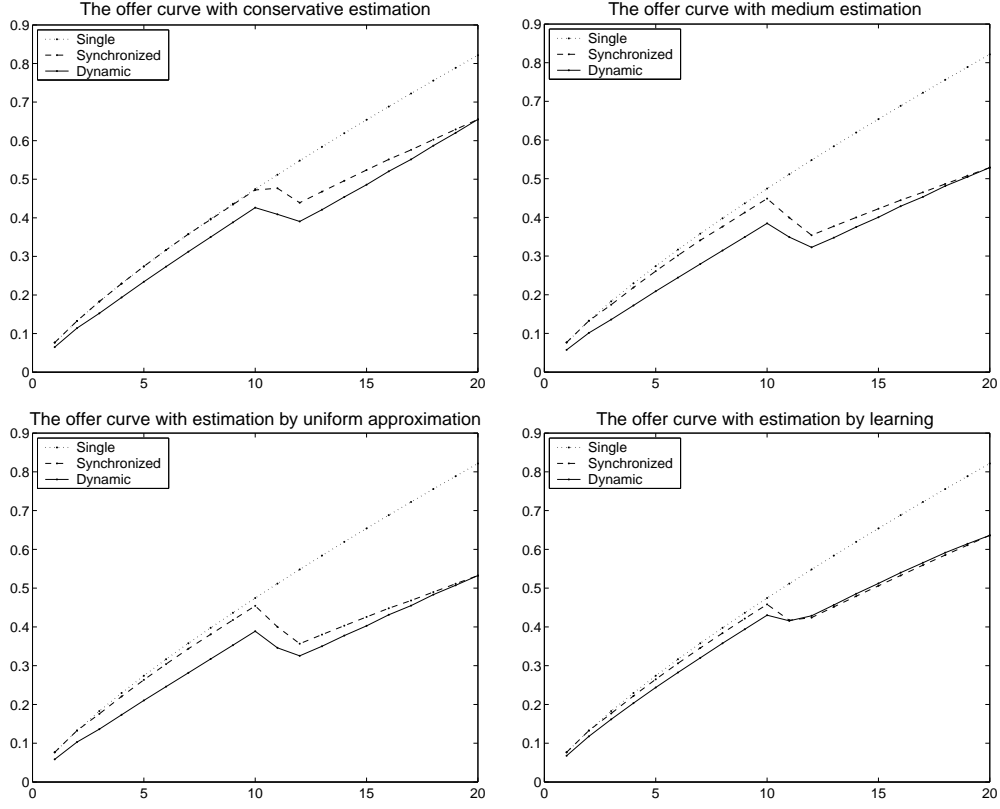 The offer curve with conservative estimation
0.9
0.8
0.7
0.6
0.5
0.4
0.3
0.2
0.1
0
Single
Synchronized
Dynamic
0 5 10 15 20
The offer curve with medium estimation
0.9
0.8
0.7
0.6
0.5
0.4
0.3
0.2
0.1
0
Single
Synchronized
Dynamic
0 5 10 15 20
The offer curve with estimation by uniform approximation
0.9
0.8
0.7
0.6
0.5
0.4
0.3
0.2
0.1
0
Single
Synchronized
Dynamic
0 5 10 15 20
The offer curve with estimation by learning
0.9
0.8
0.7
0.6
0.5
0.4
0.3
0.2
0.1
0
Single
Synchronized
Dynamic
0 5 10 15 20